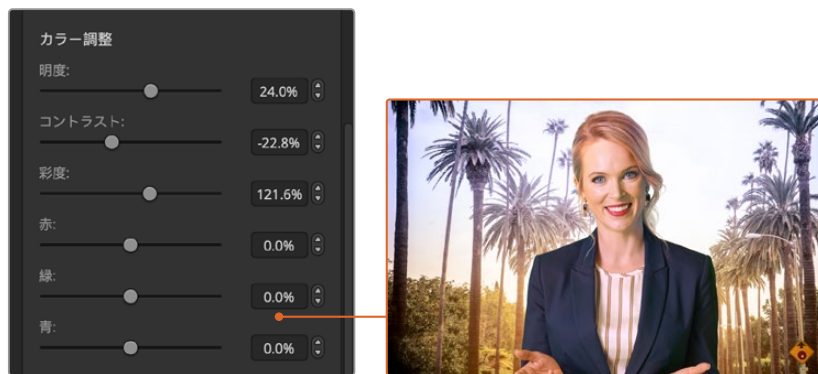 カラー調整
明度:
24.0%
コントラスト:
-22.8%
彩度:
121.6%
赤:
0.0%
緑:
0.0%
青:
0.0%